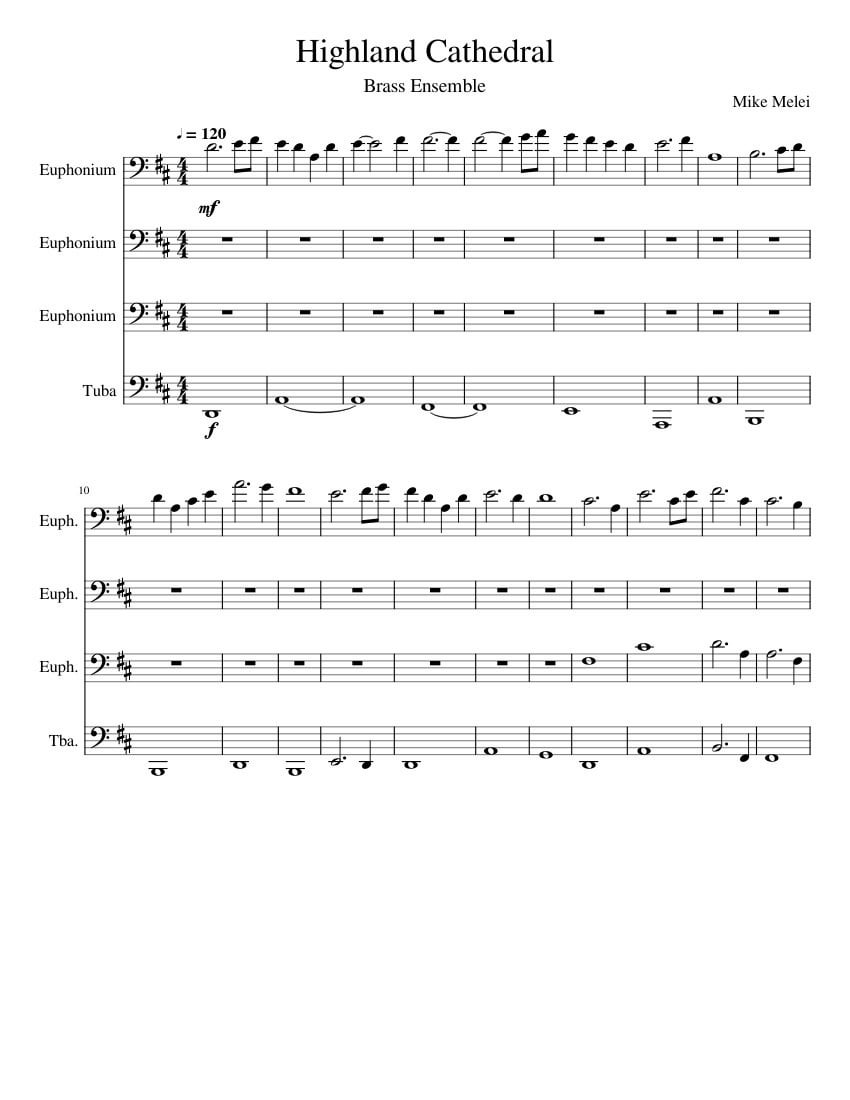 Highland Cathedral
Brass Ensemble
Mike Melei
♩ = 120
Euphonium
mf
Euphonium
Euphonium
Tuba
f
10
Euph.
Euph.
Euph.
Tba.